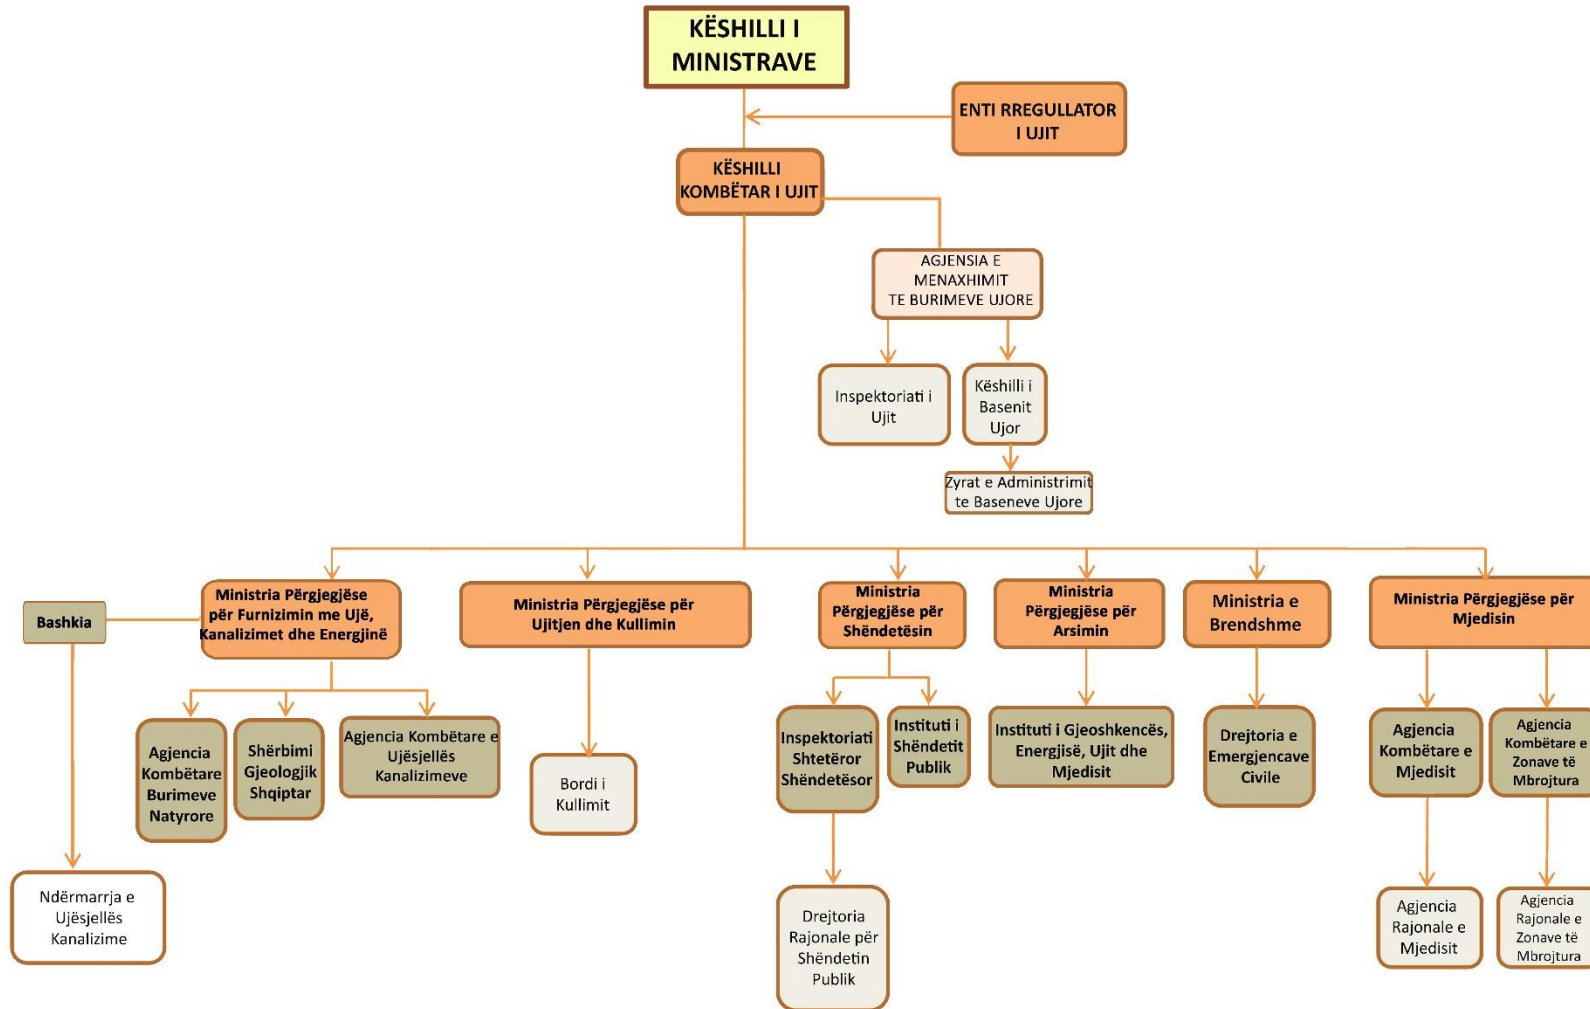 KËSHILLI I
MINISTRAVE
ENTI RREGULLATOR
I UJIT
KËSHILLI
KOMBËTAR I UJIT
AGJENSIA E
MENAXHIMIT
TE BURIMEVE UJORE
Inspektoriati i
Ujit
Këshilli i
Basenit
Ujor
Zyrat e Administrimit
te Baseneve Ujore
Bashkia
Ministria Përgjegjëse
për Furnizimin me Ujë,
Kanalizimet dhe Energjinë
Ministria Përgjegjëse për
Ujitjen dhe Kullimin
Ministria
Përgjegjëse për
Shëndetësin
Ministria
Përgjegjëse për
Arsimin
Ministria e
Brendshme
Ministria Përgjegjëse për
Mjedisin
Agjencia
Kombëtare
Burimeve
Natyrore
Shërbimi
Gjeologjik
Shqiptar
Agjencia Kombëtare e
Ujësjellës
Kanalizimeve
Bordi i
Kullimit
Inspektoriati
Shtetëror
Shëndetësor
Instituti i
Shëndetit
Publik
Instituti i Gjeoshkencës,
Energjisë, Ujit dhe
Mjedisit
Drejtoria e
Emergjencave
Civile
Agjencia
Kombëtare e
Mjedisit
Agjencia
Kombëtare e
Zonave të
Mbrojtura
Ndërmarrja e
Ujësjellës
Kanalizime
Drejtoria
Rajonale për
Shëndetin
Publik
Agjencia
Rajonale e
Mjedisit
Agjencia
Rajonale e
Zonave të
Mbrojtura